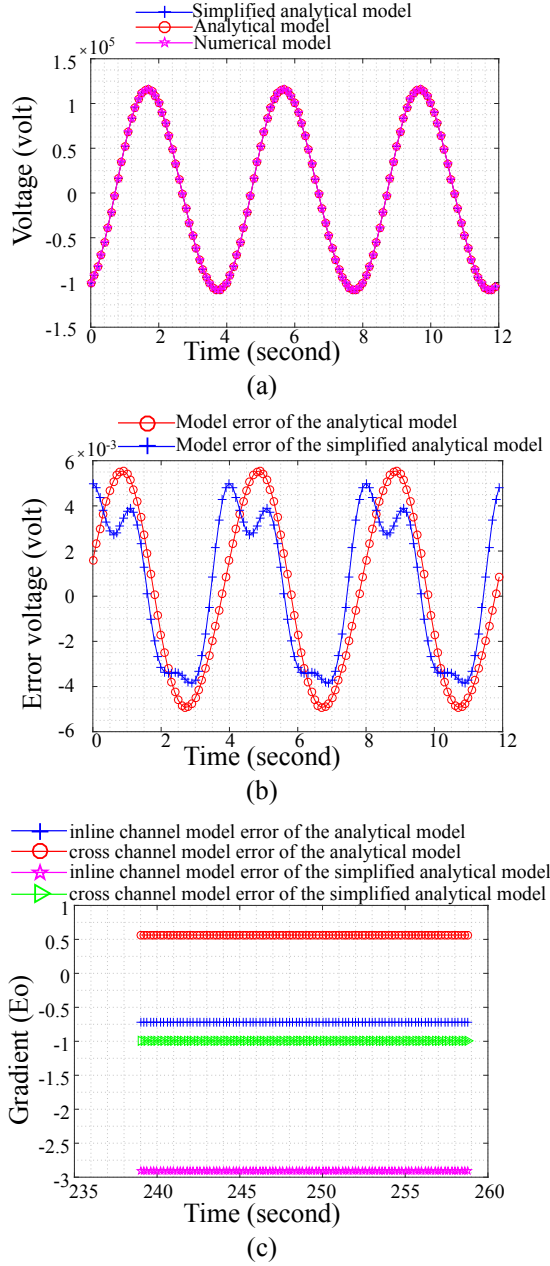 Simplified analytical model
Analytical model
Numerical model
×10⁵
1.5
1
0.5
0
-0.5
-1
-1.5
0 2 4 6 8 10 12
Voltage (volt)
Time (second)
(a)
Model error of the analytical model
Model error of the simplified analytical model
×10⁻³
6
4
2
0
-2
-4
-6
0 2 4 6 8 10 12
Error voltage (volt)
Time (second)
(b)
inline channel model error of the analytical model
cross channel model error of the analytical model
inline channel model error of the simplified analytical model
cross channel model error of the simplified analytical model
1
0.5
0
-0.5
-1
-1.5
-2
-2.5
-3
235 240 245 250 255 260
Gradient (Eo)
Time (second)
(c)